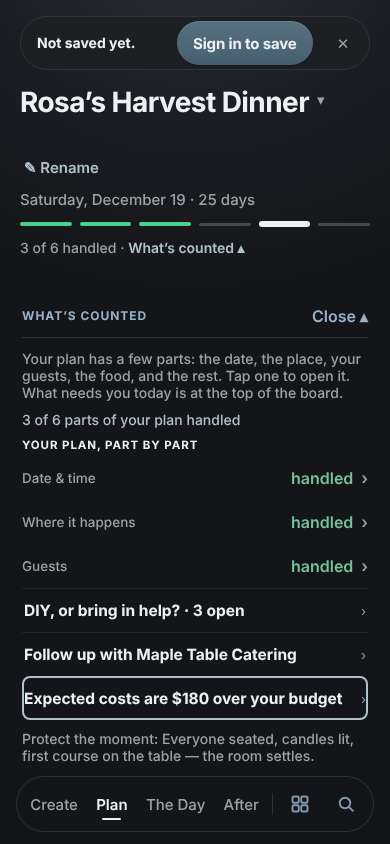 Not saved yet.
Sign in to save
×
Rosa’s Harvest Dinner ▾
✎ Rename
Saturday, December 19 · 25 days
3 of 6 handled · What’s counted ▴
WHAT’S COUNTED
Close ▴
Your plan has a few parts: the date, the place, your
guests, the food, and the rest. Tap one to open it.
What needs you today is at the top of the board.
3 of 6 parts of your plan handled
YOUR PLAN, PART BY PART
Date & time
handled ›
Where it happens
handled ›
Guests
handled ›
DIY, or bring in help? · 3 open ›
Follow up with Maple Table Catering ›
Expected costs are $180 over your budget ›
Protect the moment: Everyone seated, candles lit,
first course on the table — the room settles.
Create
Plan
The Day
After